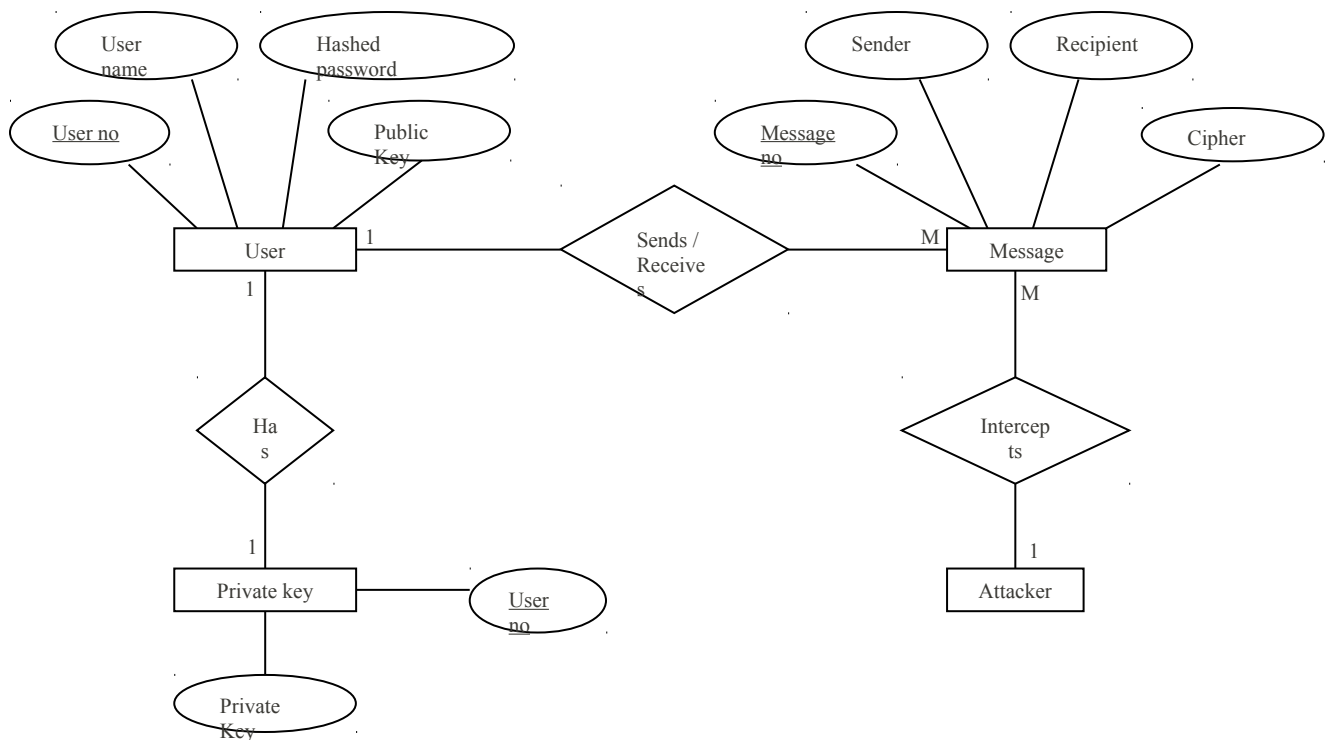 User
name
Hashed
password
Sender
Recipient
User no
Public
Key
Message
no
Cipher
User
1
Sends /
Receive
s
M
Message
1
M
Ha
s
Intercep
ts
1
1
Private key
User
no
Attacker
Private
Key